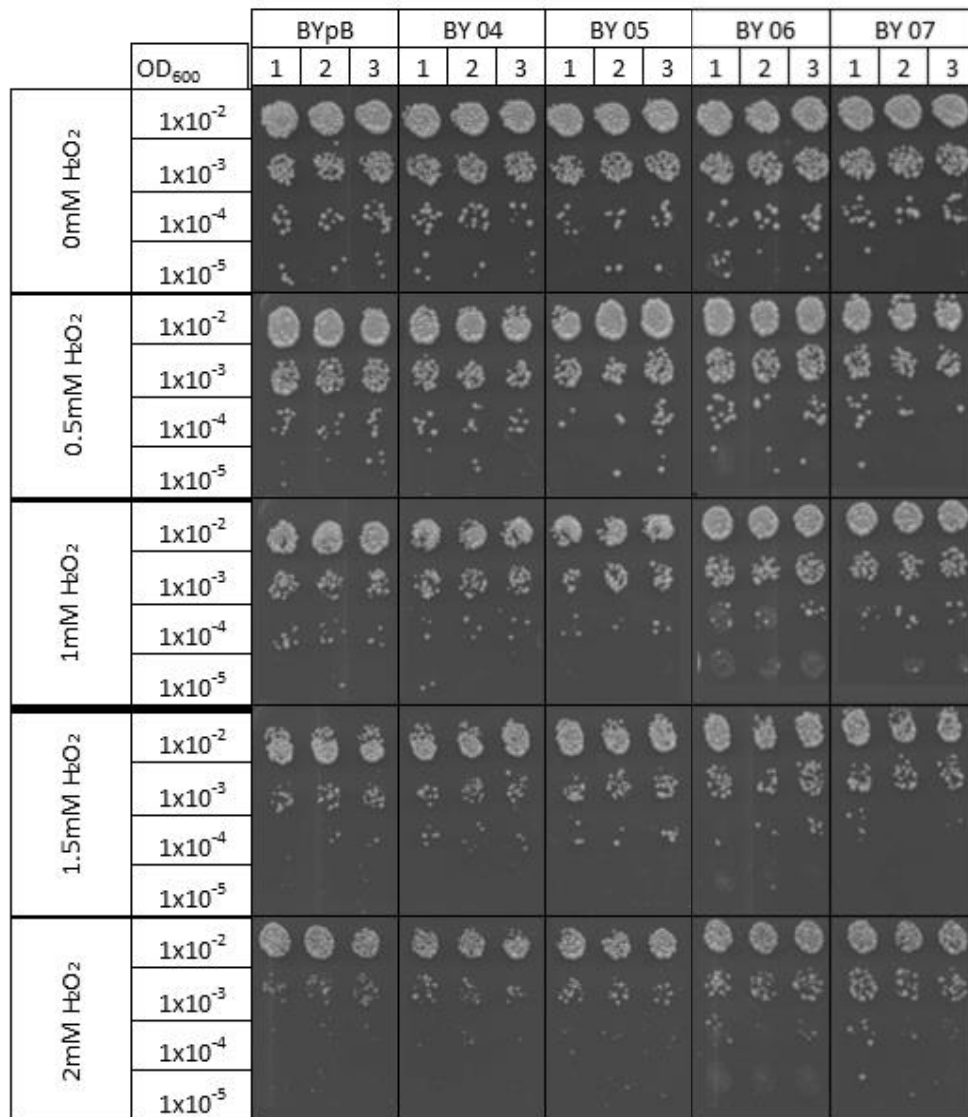 BYpB BY 04 BY 05 BY 06 BY 07
OD₆₀₀ 1 2 3 1 2 3 1 2 3 1 2 3 1 2 3
0mM H₂O₂
1x10⁻²
1x10⁻³
1x10⁻⁴
1x10⁻⁵
0.5mM H₂O₂
1x10⁻²
1x10⁻³
1x10⁻⁴
1x10⁻⁵
1mM H₂O₂
1x10⁻²
1x10⁻³
1x10⁻⁴
1x10⁻⁵
1.5mM H₂O₂
1x10⁻²
1x10⁻³
1x10⁻⁴
1x10⁻⁵
2mM H₂O₂
1x10⁻²
1x10⁻³
1x10⁻⁴
1x10⁻⁵